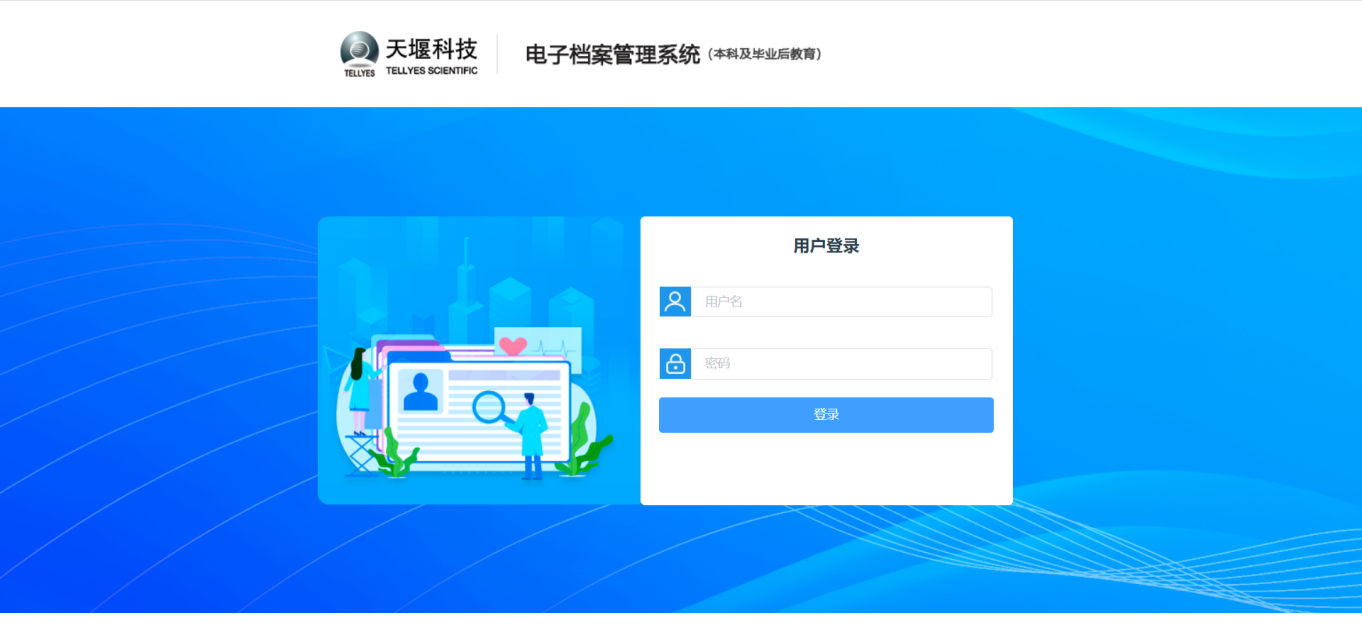 天堰科技
TELLYES
TELLYES SCIENTIFIC
电子档案管理系统（本科及毕业后教育）
用户登录
用户名
密码
登录